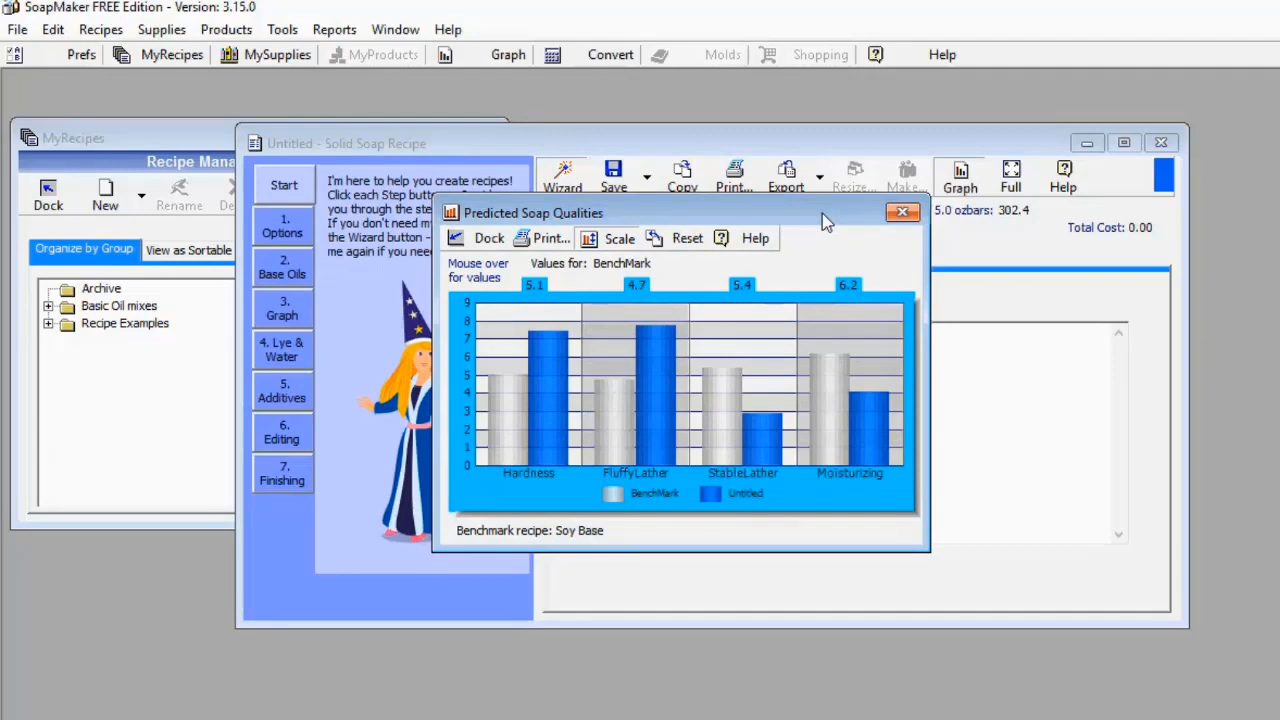 SoapMaker FREE Edition - Version: 3.15.0
File Edit Recipes Supplies Products Tools Reports Window Help
Prefs MyRecipes MySupplies MyProducts Graph Convert Molds Shopping Help
MyRecipes
Recipe Mana
Dock New Rename De
Organize by Group View as Sortable
Archive
Basic Oil mixes
Recipe Examples
Untitled - Solid Soap Recipe
Start
1. Options
2. Base Oils
3. Graph
4. Lye & Water
5. Additives
6. Editing
7. Finishing
I'm here to help you create recipes!
Click each Step butt
you through the ste
If you don't need m
the Wizard button -
me again if you nee
Wizard Save Copy Print... Export Resize... Make... Graph Full Help
5.0 ozbars: 302.4
Total Cost: 0.00
Predicted Soap Qualities
Dock Print... Scale Reset Help
Mouse over for values
Values for: BenchMark
5.1 4.7 5.4 6.2
9
8
7
6
5
4
3
2
1
0
Hardness FluffyLather StableLather Moisturizing
BenchMark Untitled
Benchmark recipe: Soy Base